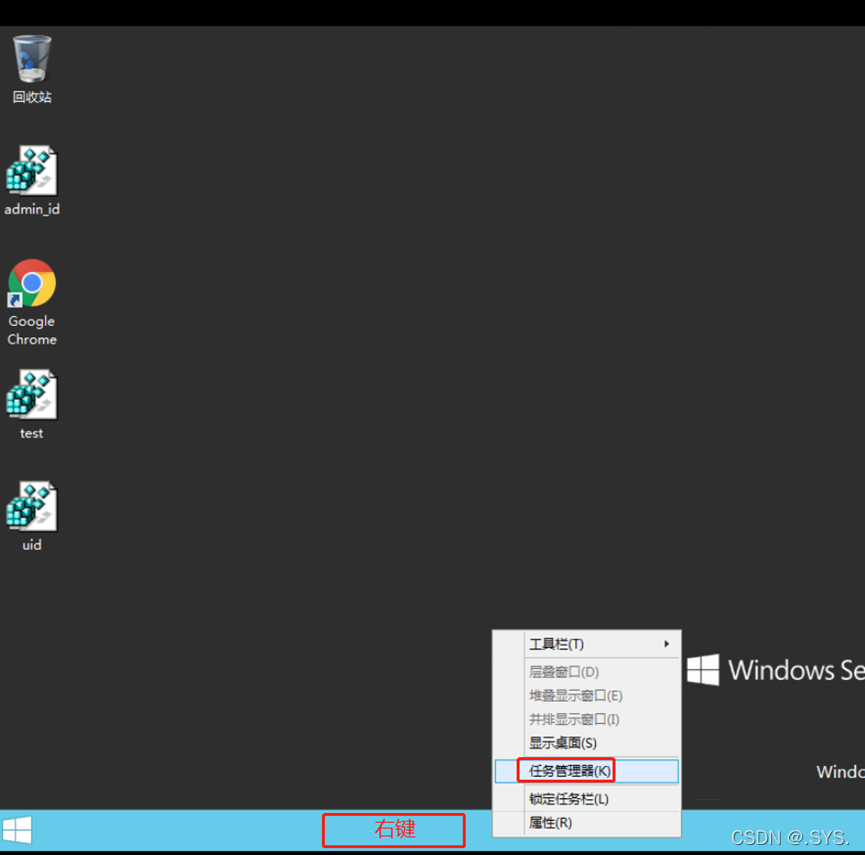 回收站
admin_id
Google
Chrome
test
uid
工具栏(T)
层叠窗口(D)
堆叠显示窗口(E)
并排显示窗口(I)
显示桌面(S)
任务管理器(K)
锁定任务栏(L)
属性(R)
Windows Se
Windo
右键
CSDN @.SYS.